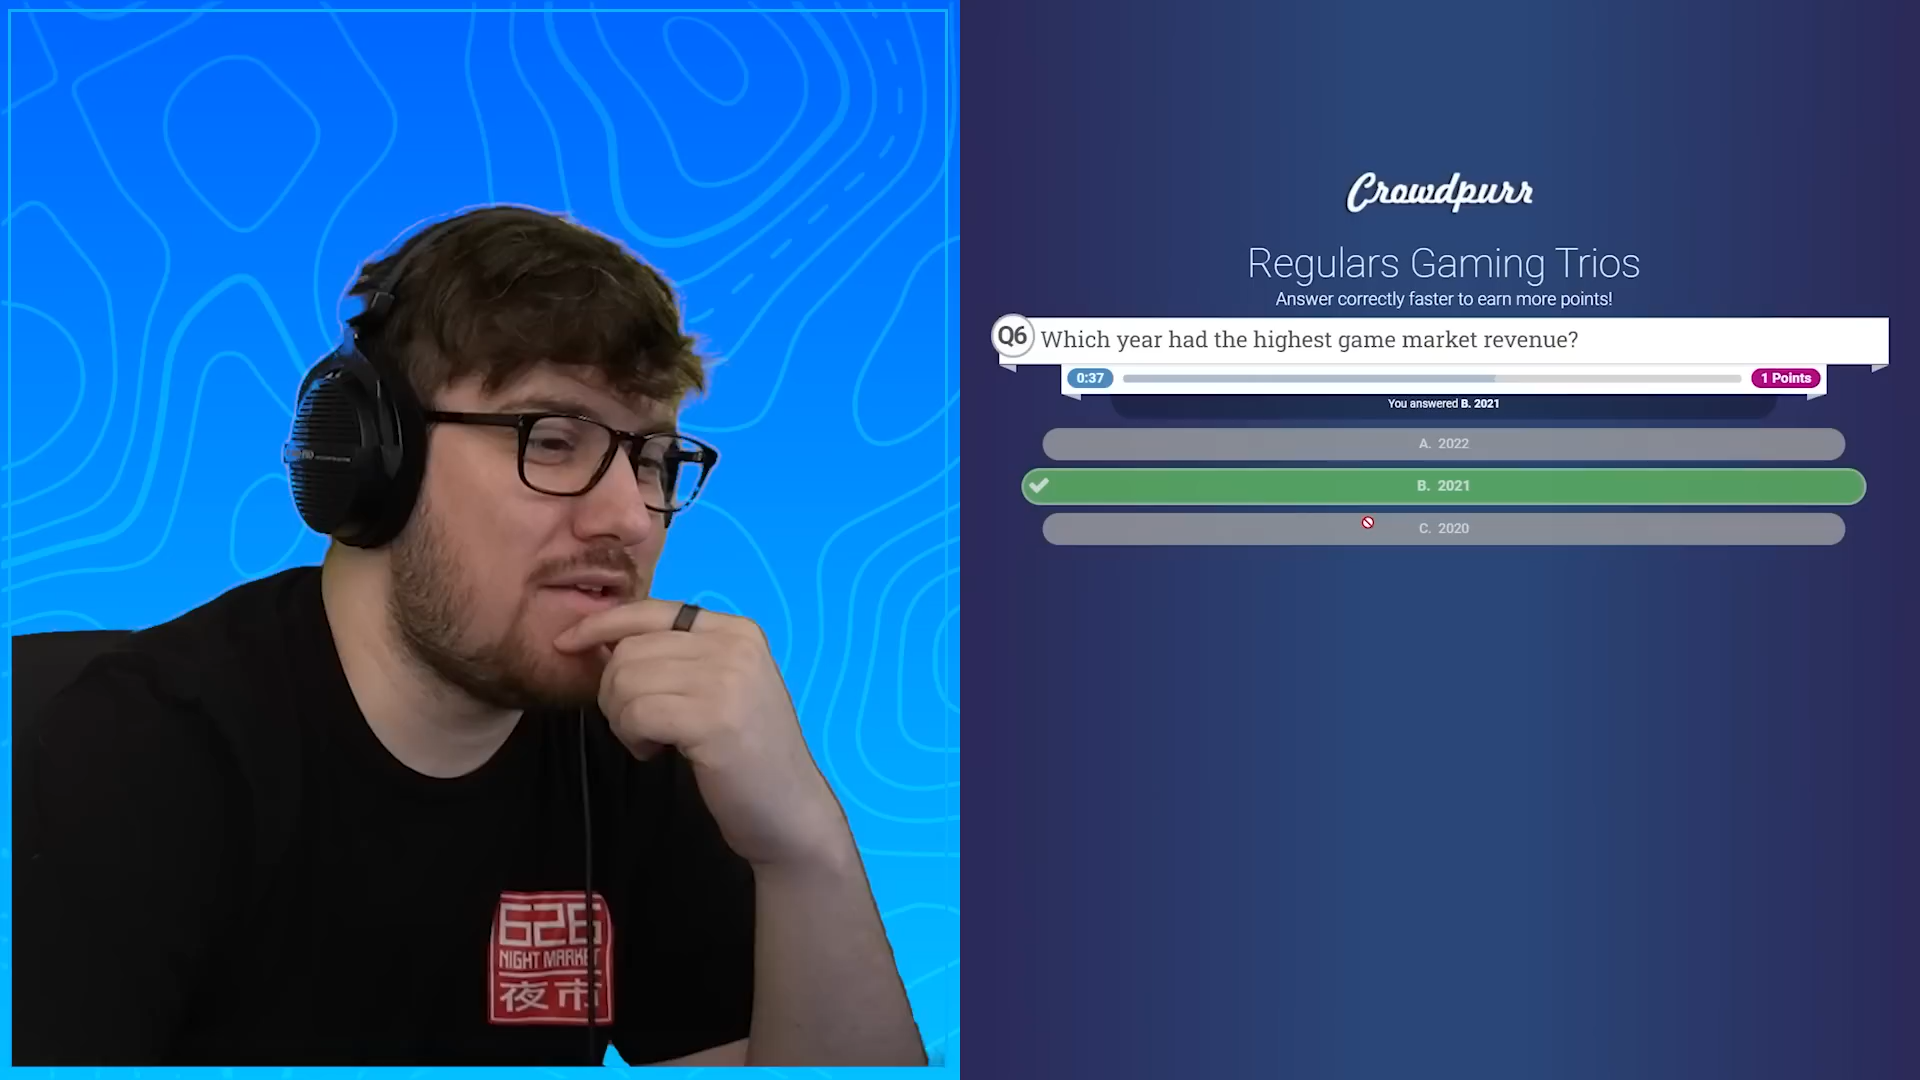 Crowdpurr
Regulars Gaming Trios
Answer correctly faster to earn more points!
Q6 Which year had the highest game market revenue?
0:37 1 Points
You answered B. 2021
A. 2022
B. 2021
C. 2020
626
NIGHT MARKET
夜市